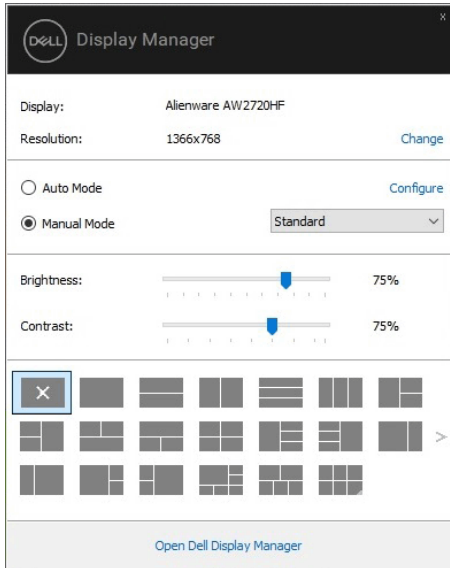 x
DELL Display Manager
Display: Alienware AW2720HF
Resolution: 1366x768 Change
Auto Mode Configure
Manual Mode Standard
Brightness: 75%
Contrast: 75%
Open Dell Display Manager